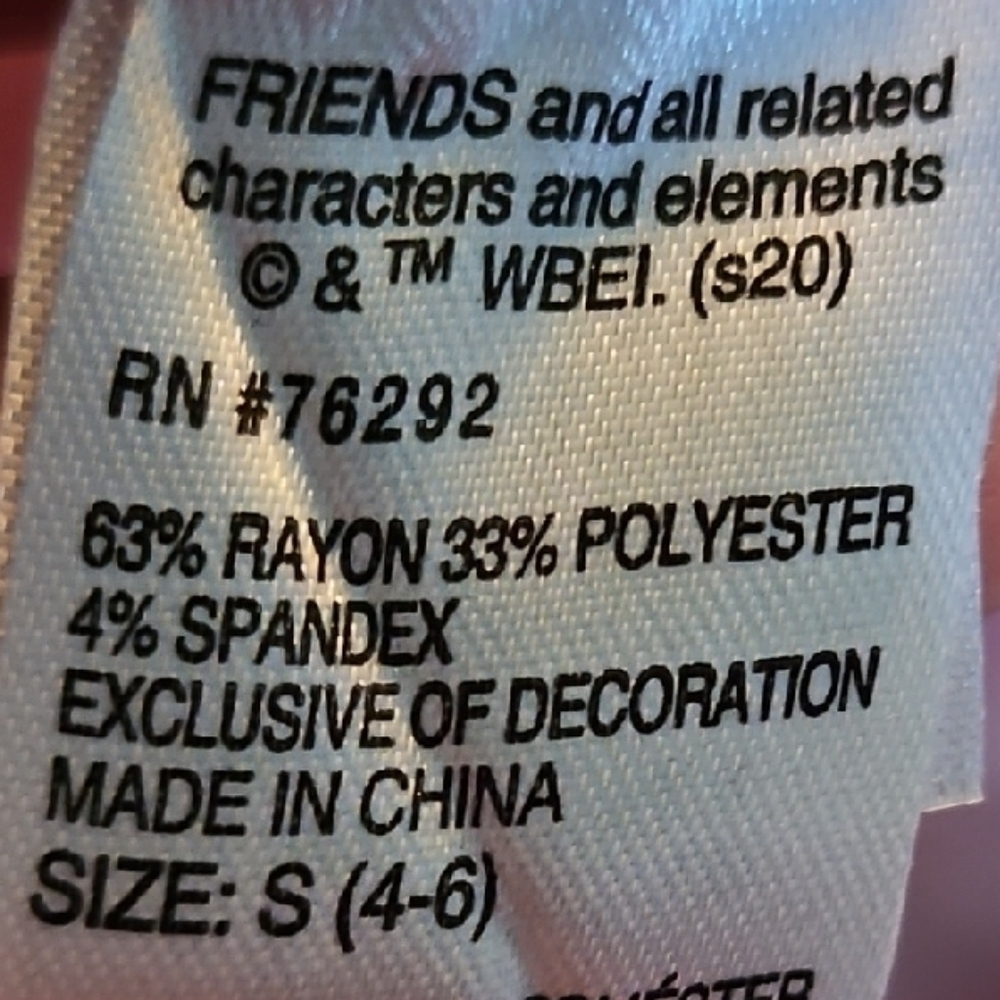 FRIENDS and all related
characters and elements
© & ™ WBEI. (s20)
RN #76292
63% RAYON 33% POLYESTER
4% SPANDEX
EXCLUSIVE OF DECORATION
MADE IN CHINA
SIZE: S (4-6)